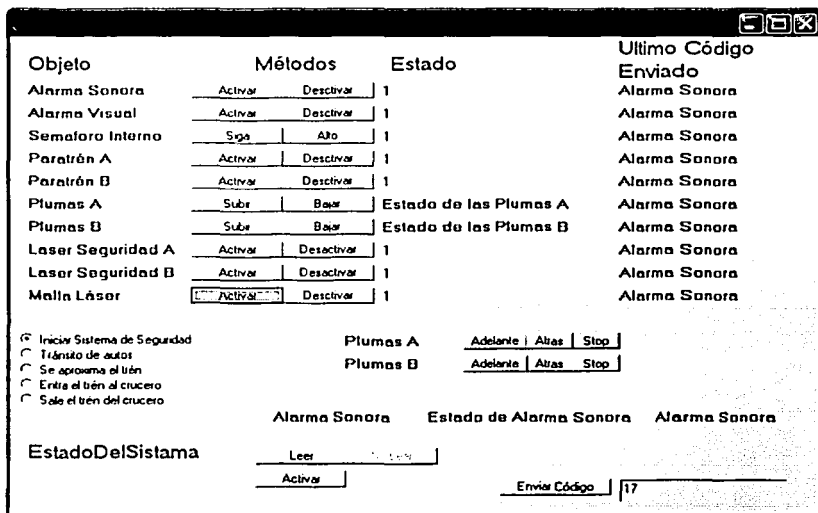 Objeto Métodos Estado Ultimo Código Enviado
Alarma Sonora Activar Desctivar 1 Alarma Sonora
Alarma Visual Activar Desctivar 1 Alarma Sonora
Semaforo Interno Siga Alto 1 Alarma Sonora
Paratrén A Activar Desctivar 1 Alarma Sonora
Paratrén B Activar Desctivar 1 Alarma Sonora
Plumas A Subir Bajar Estado de las Plumas A Alarma Sonora
Plumas B Subir Bajar Estado de las Plumas B Alarma Sonora
Laser Seguridad A Activar Desactivar 1 Alarma Sonora
Laser Seguridad B Activar Desactivar 1 Alarma Sonora
Malla Láser Activar Desctivar 1 Alarma Sonora
Iniciar Sistema de Seguridad
Tránsito de autos
Se aproxima el trén
Entra el trén al crucero
Sale el trén del crucero
Plumas A Adelante Atras Stop
Plumas B Adelante Atras Stop
Alarma Sonora Estado de Alarma Sonora Alarma Sonora
EstadoDelSistama Leer
Activar
Enviar Código 17